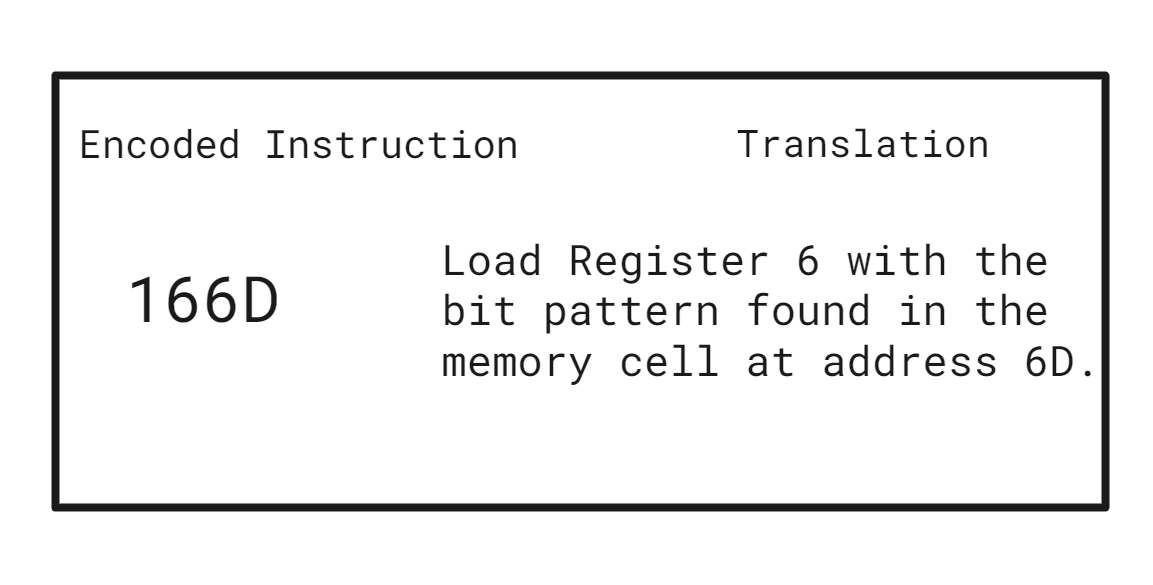 Encoded Instruction Translation
166D
Load Register 6 with the
bit pattern found in the
memory cell at address 6D.